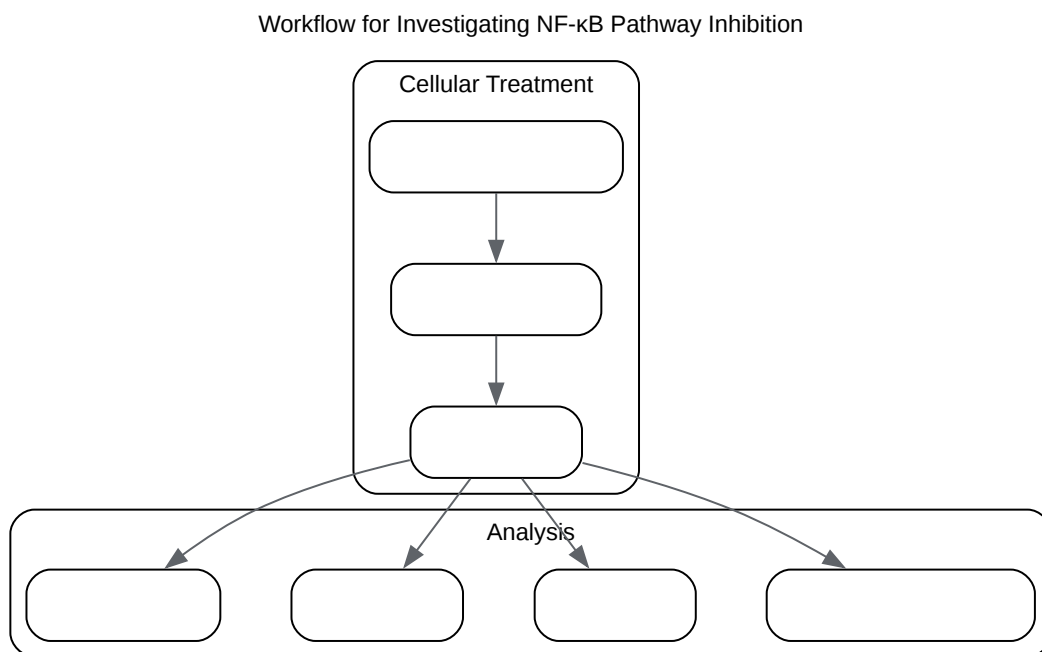 Workflow for Investigating NF-κB Pathway Inhibition
Cellular Treatment
Analysis